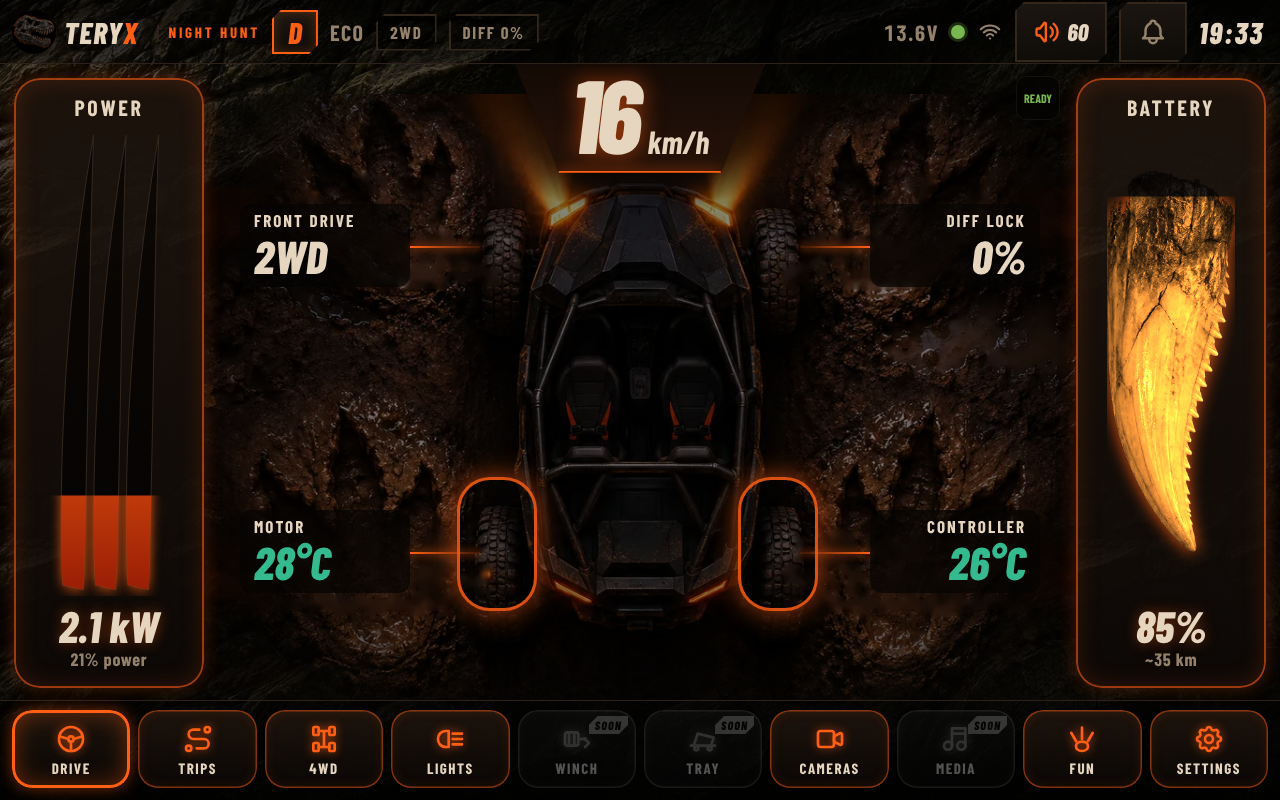 TERYX NIGHT HUNT D ECO 2WD DIFF 0% 13.6V 60 19:33
POWER
2.1 kW
21% power
16 km/h
READY
FRONT DRIVE
2WD
DIFF LOCK
0%
MOTOR
28°C
CONTROLLER
26°C
BATTERY
85%
~35 km
DRIVE
TRIPS
4WD
LIGHTS
SOON
WINCH
SOON
TRAY
CAMERAS
SOON
MEDIA
FUN
SETTINGS